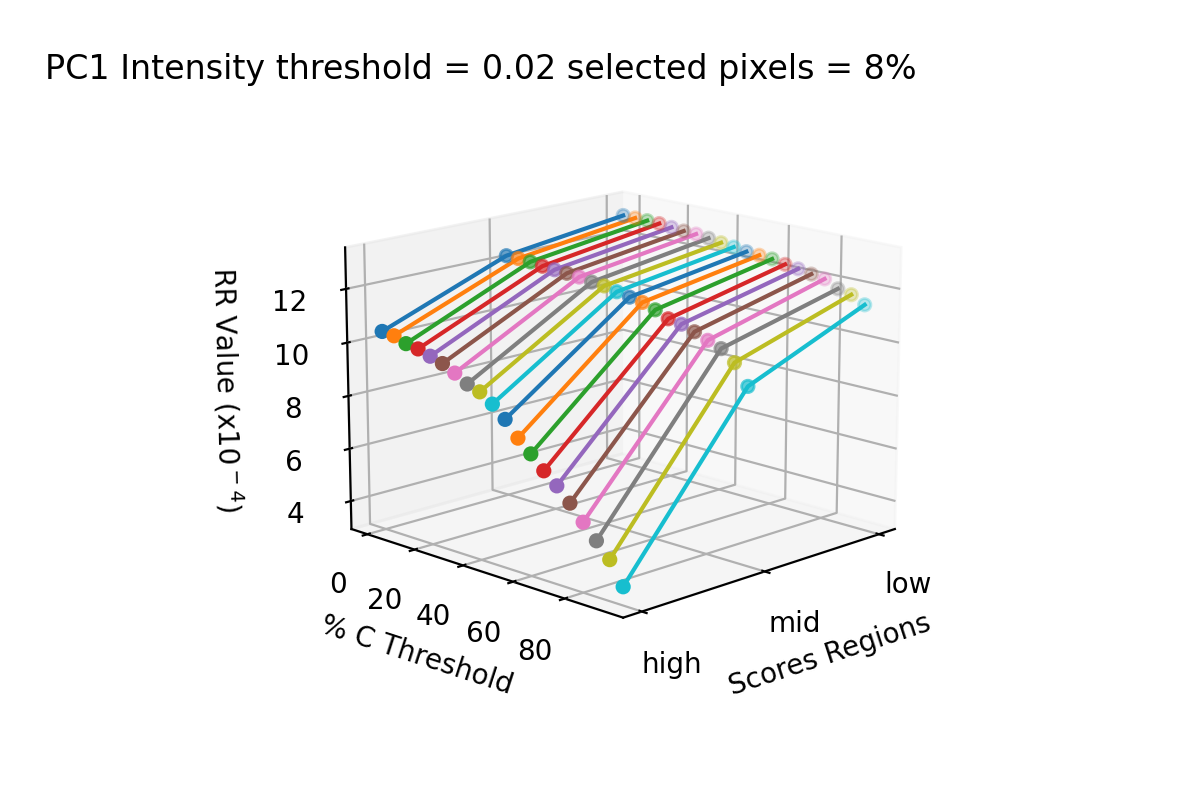 PC1 Intensity threshold = 0.02 selected pixels = 8%
RR Value (x10⁻⁴)
12
10
8
6
4
0
20
40
60
80
% C Threshold
high
mid
low
Scores Regions